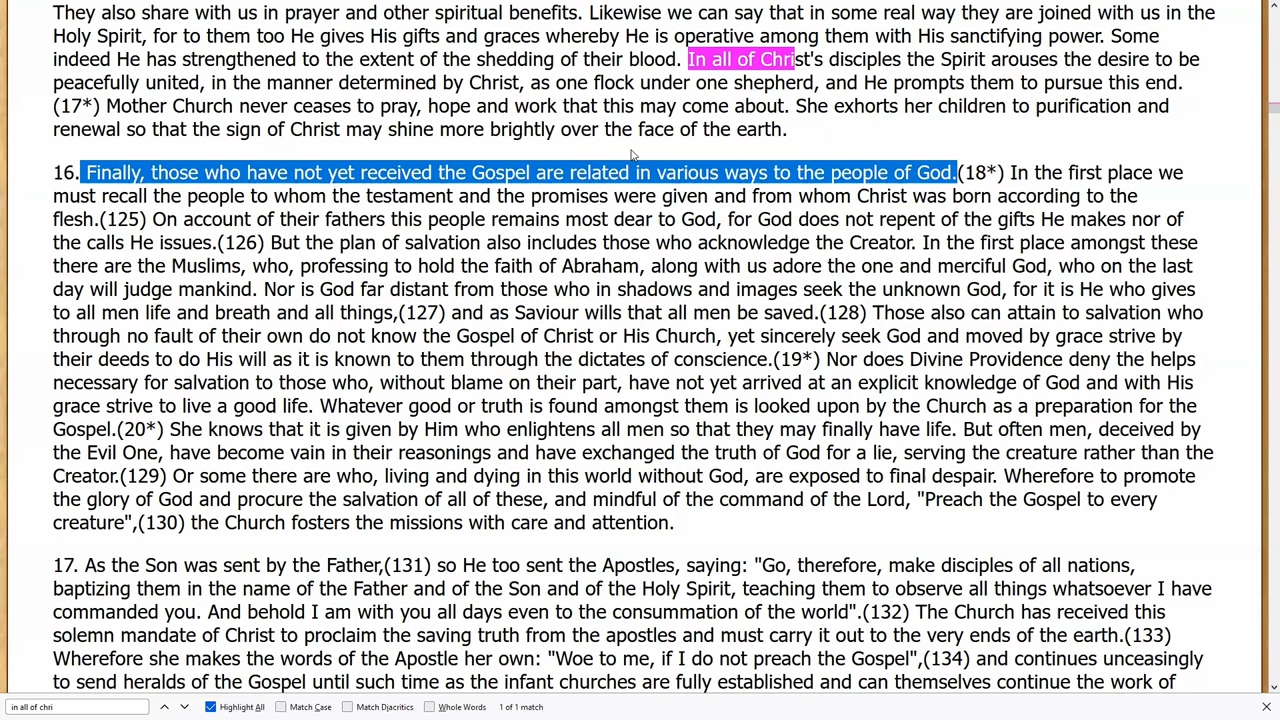 They also share with us in prayer and other spiritual benefits. Likewise we can say that in some real way they are joined with us in the
Holy Spirit, for to them too He gives His gifts and graces whereby He is operative among them with His sanctifying power. Some
indeed He has strengthened to the extent of the shedding of their blood. In all of Christ's disciples the Spirit arouses the desire to be
peacefully united, in the manner determined by Christ, as one flock under one shepherd, and He prompts them to pursue this end.
(17*) Mother Church never ceases to pray, hope and work that this may come about. She exhorts her children to purification and
renewal so that the sign of Christ may shine more brightly over the face of the earth.
16. Finally, those who have not yet received the Gospel are related in various ways to the people of God.(18*) In the first place we
must recall the people to whom the testament and the promises were given and from whom Christ was born according to the
flesh.(125) On account of their fathers this people remains most dear to God, for God does not repent of the gifts He makes nor of
the calls He issues.(126) But the plan of salvation also includes those who acknowledge the Creator. In the first place amongst these
there are the Muslims, who, professing to hold the faith of Abraham, along with us adore the one and merciful God, who on the last
day will judge mankind. Nor is God far distant from those who in shadows and images seek the unknown God, for it is He who gives
to all men life and breath and all things,(127) and as Saviour wills that all men be saved.(128) Those also can attain to salvation who
through no fault of their own do not know the Gospel of Christ or His Church, yet sincerely seek God and moved by grace strive by
their deeds to do His will as it is known to them through the dictates of conscience.(19*) Nor does Divine Providence deny the helps
necessary for salvation to those who, without blame on their part, have not yet arrived at an explicit knowledge of God and with His
grace strive to live a good life. Whatever good or truth is found amongst them is looked upon by the Church as a preparation for the
Gospel.(20*) She knows that it is given by Him who enlightens all men so that they may finally have life. But often men, deceived by
the Evil One, have become vain in their reasonings and have exchanged the truth of God for a lie, serving the creature rather than the
Creator.(129) Or some there are who, living and dying in this world without God, are exposed to final despair. Wherefore to promote
the glory of God and procure the salvation of all of these, and mindful of the command of the Lord, "Preach the Gospel to every
creature",(130) the Church fosters the missions with care and attention.
17. As the Son was sent by the Father,(131) so He too sent the Apostles, saying: "Go, therefore, make disciples of all nations,
baptizing them in the name of the Father and of the Son and of the Holy Spirit, teaching them to observe all things whatsoever I have
commanded you. And behold I am with you all days even to the consummation of the world".(132) The Church has received this
solemn mandate of Christ to proclaim the saving truth from the apostles and must carry it out to the very ends of the earth.(133)
Wherefore she makes the words of the Apostle her own: "Woe to me, if I do not preach the Gospel",(134) and continues unceasingly
to send heralds of the Gospel until such time as the infant churches are fully established and can themselves continue the work of
in all of chri Highlight All Match Case Match Diacritics Whole Words 1 of 1 match